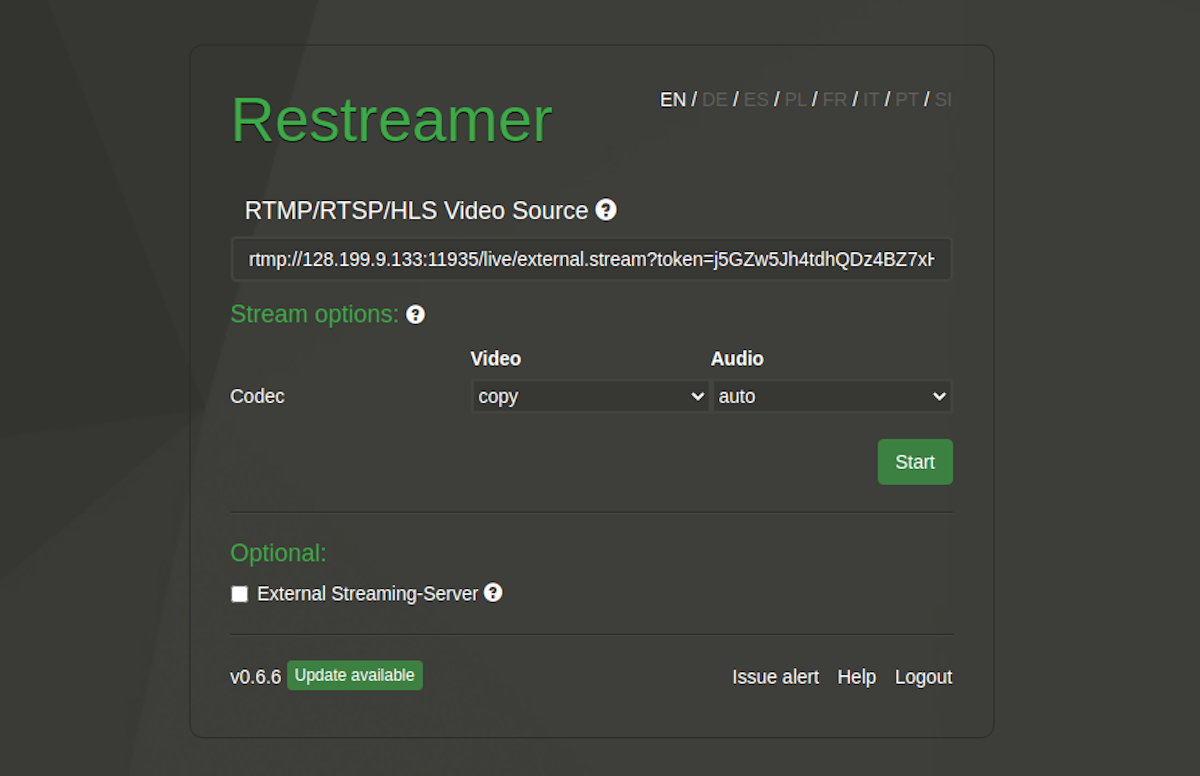 Restreamer
EN / DE / ES / PL / FR / IT / PT / SI
RTMP/RTSP/HLS Video Source ?
rtmp://128.199.9.133:11935/live/external.stream?token=j5GZw5Jh4tdhQDz4BZ7xH
Stream options: ?
Video Audio
Codec copy auto
Start
Optional:
External Streaming-Server ?
v0.6.6 Update available Issue alert Help Logout